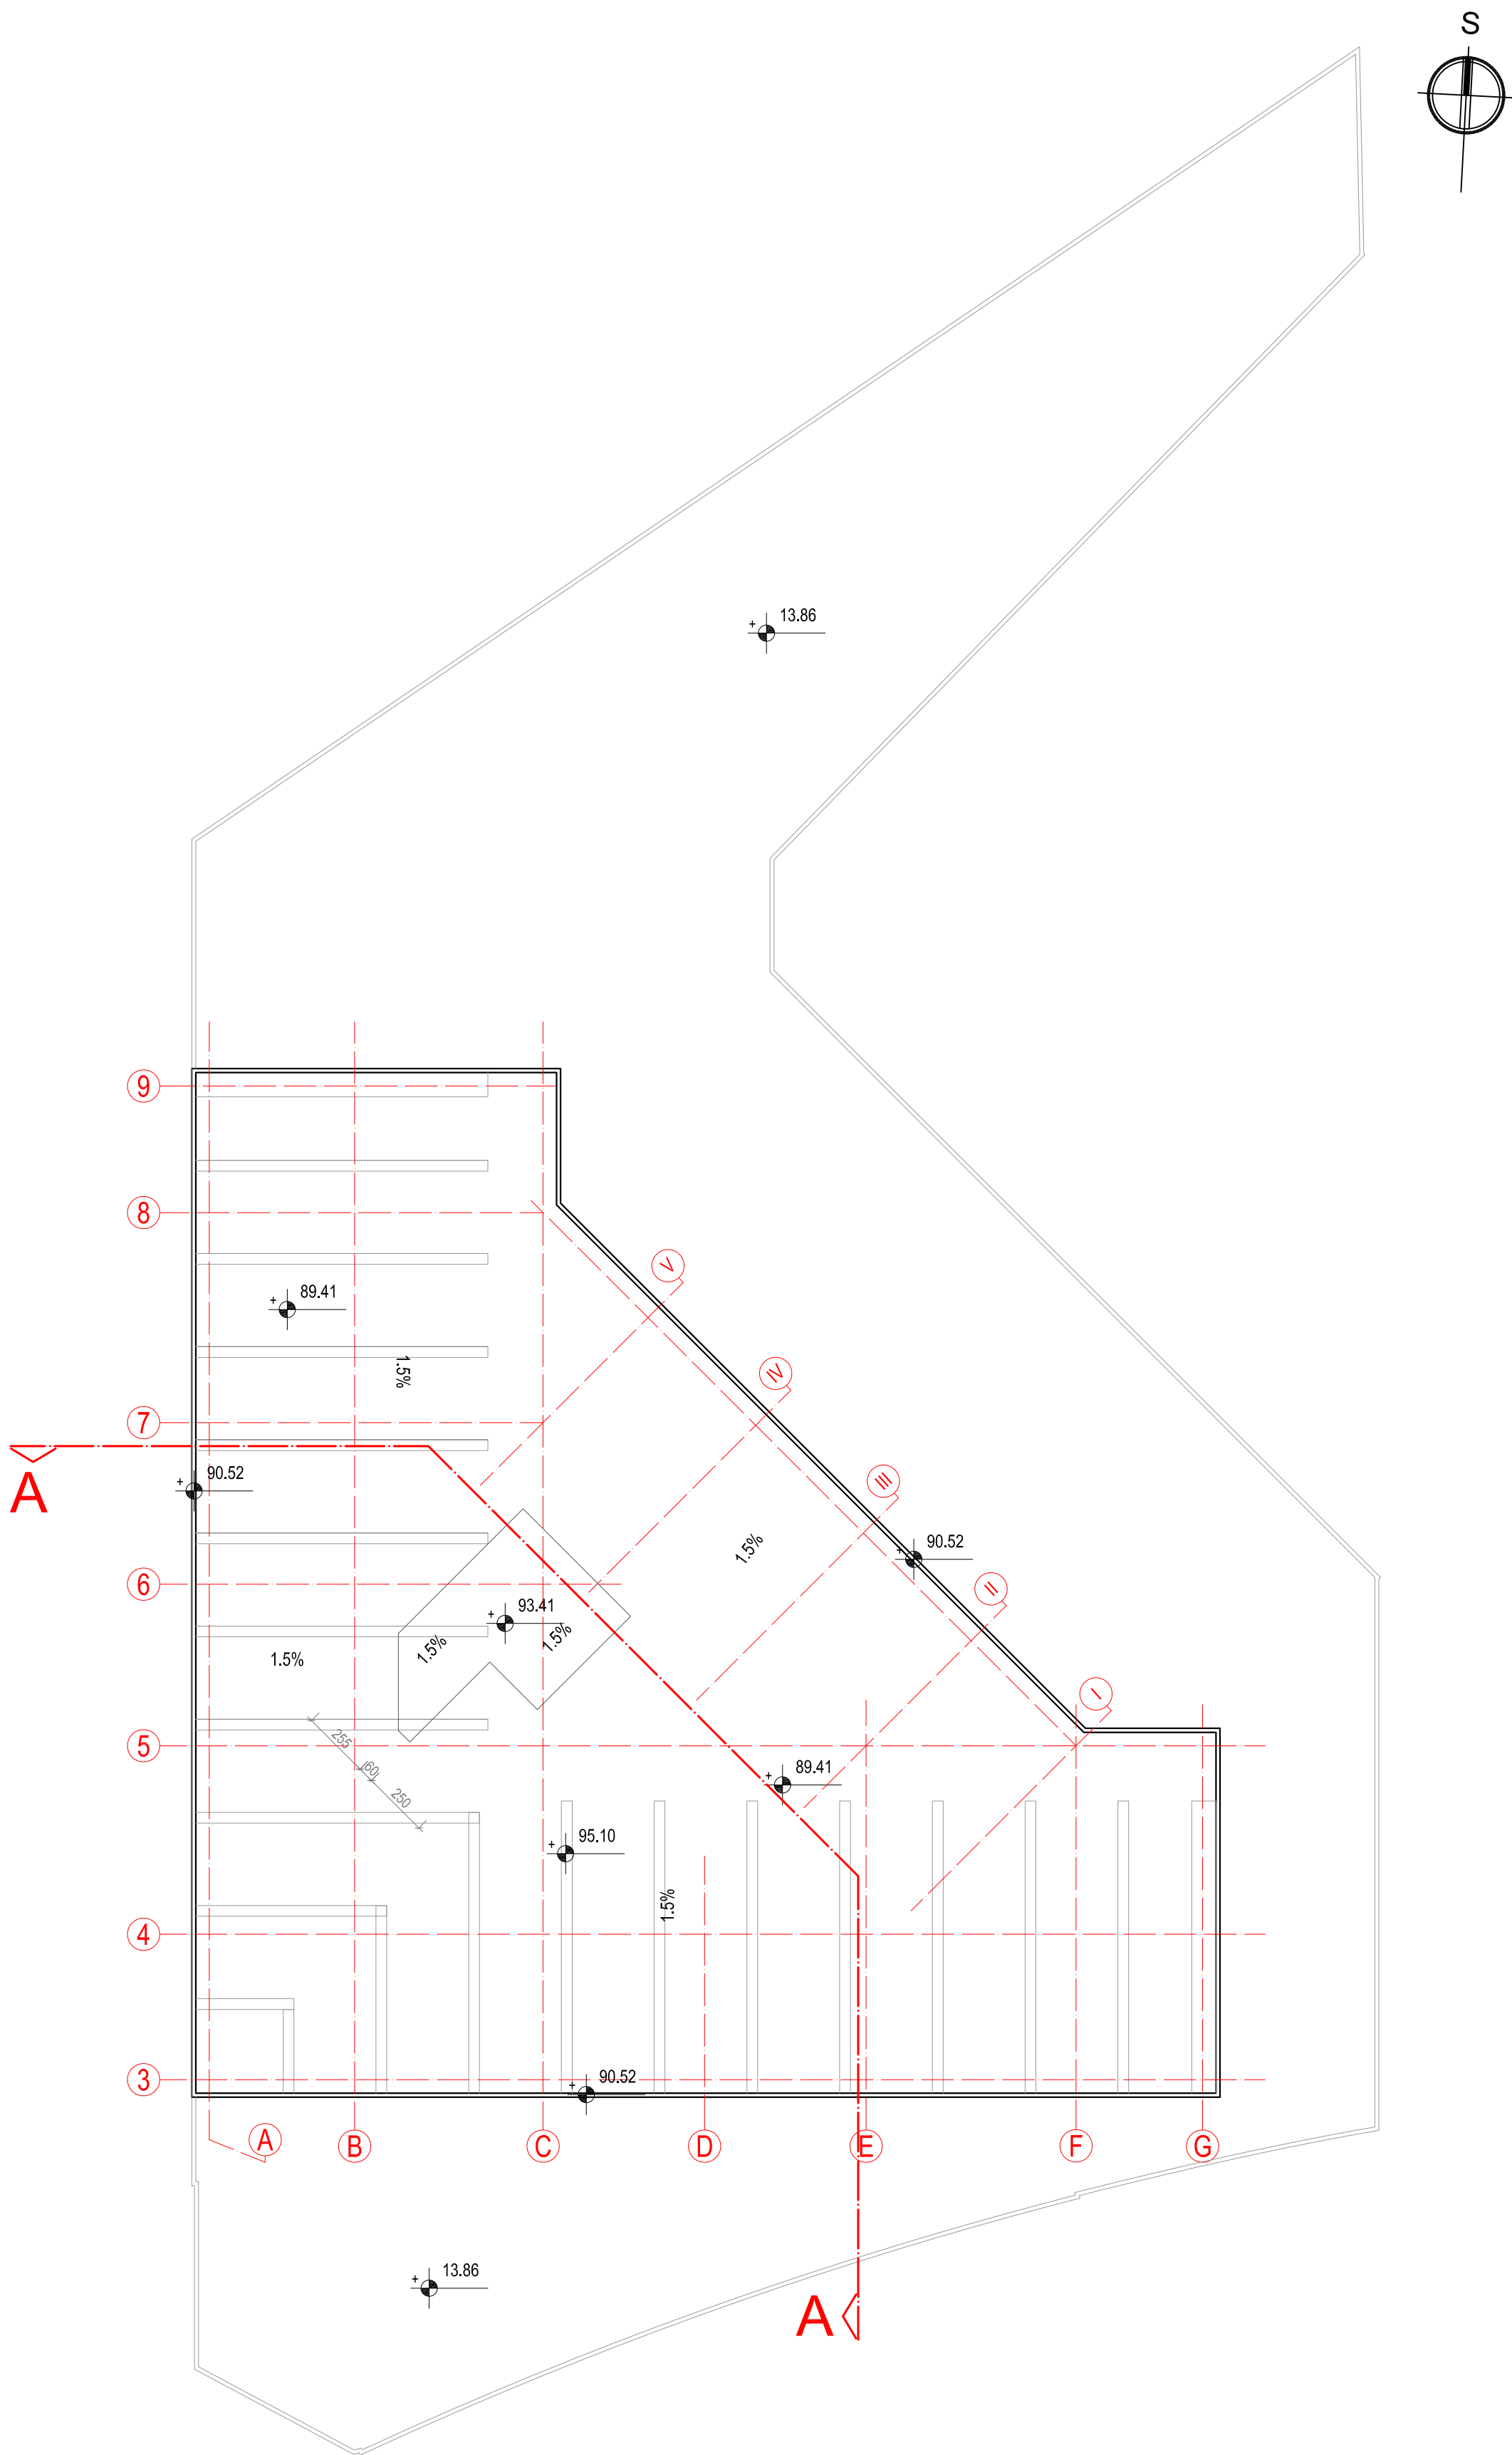 S
+ 13.86
9
8
V
+ 89.41
IV
1.5%
7
A
+ 90.52
III
1.5%
+ 90.52
6
II
+ 93.41
1.5%
1.5%
1.5%
I
255
60
250
5
+ 89.41
+ 95.10
1.5%
4
3
+ 90.52
A
B
C
D
E
F
G
+ 13.86
A